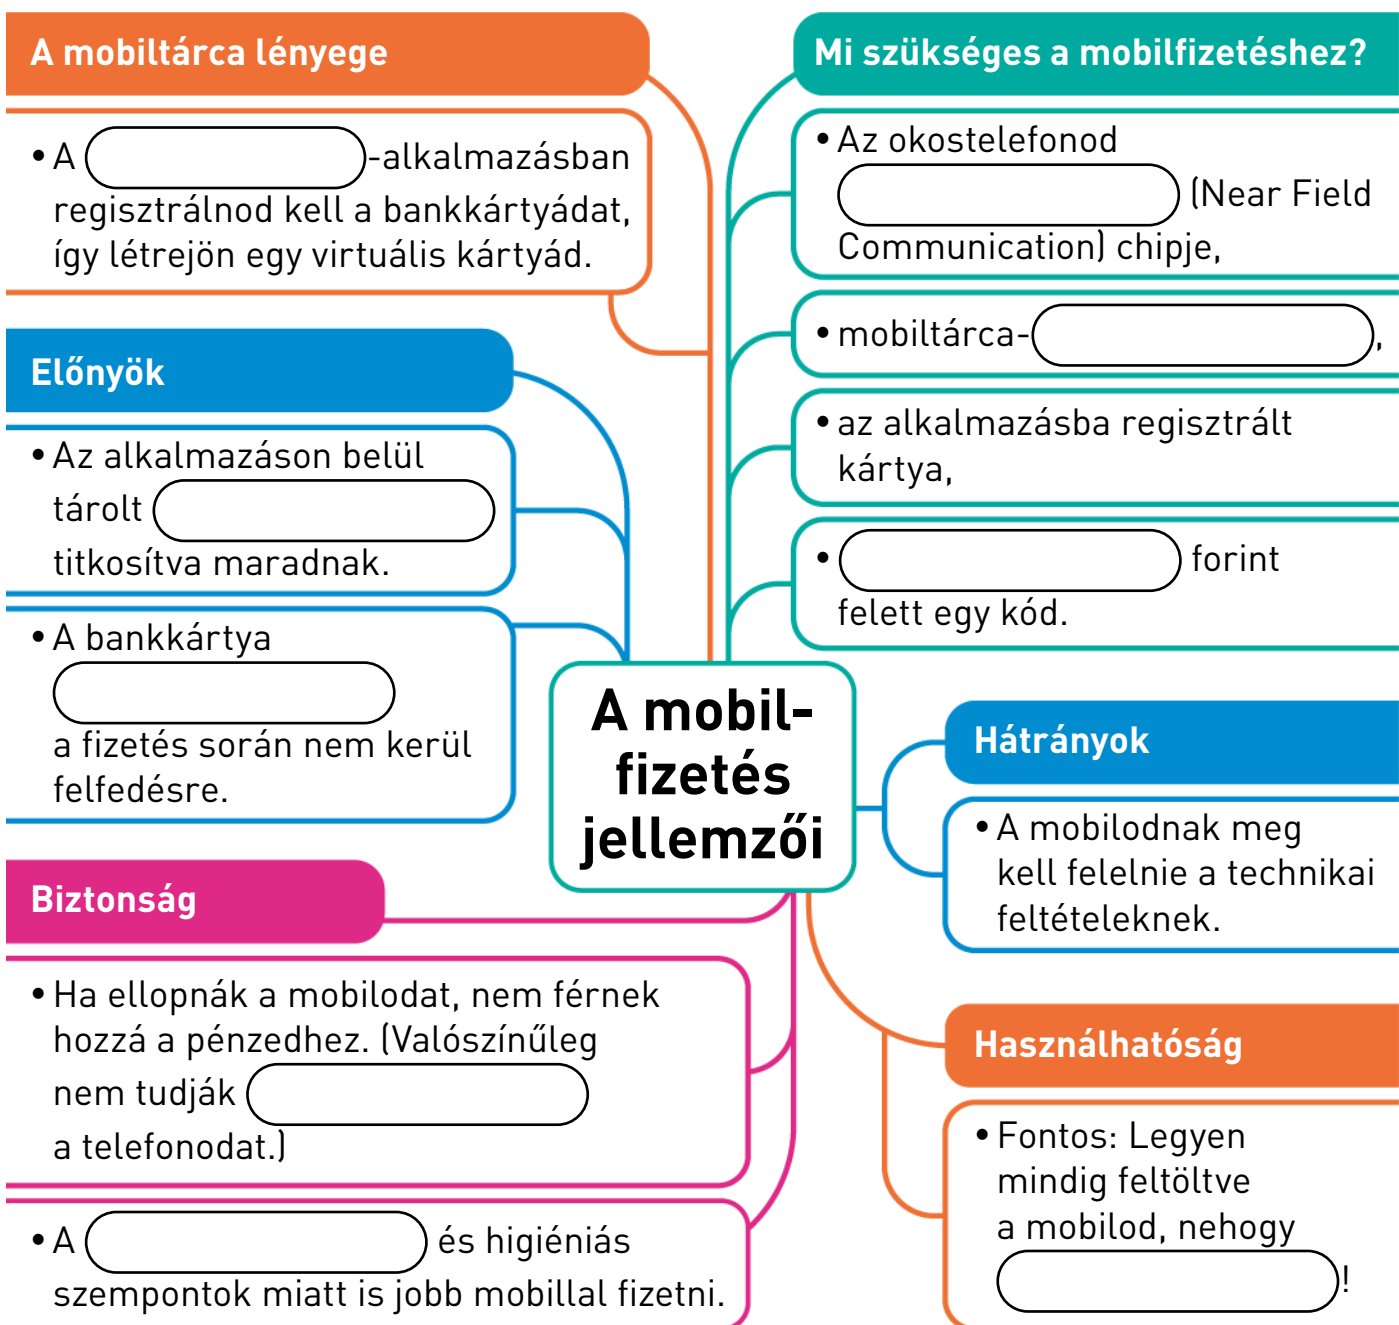 A mobiltárca lényege
• A -alkalmazásban
regisztrálnod kell a bankkártyádat,
így létrejön egy virtuális kártyád.
Előnyök
• Az alkalmazáson belül
tárolt
titkosítva maradnak.
• A bankkártya
a fizetés során nem kerül
felfedésre.
Biztonság
• Ha ellopnák a mobilodat, nem férnek
hozzá a pénzedhez. (Valószínűleg
nem tudják
a telefonodat.)
• A és higiéniás
szempontok miatt is jobb mobillal fizetni.
A mobil-
fizetés
jellemzői
Mi szükséges a mobilfizetéshez?
• Az okostelefonod
(Near Field
Communication) chipje,
• mobiltárca- ,
• az alkalmazásba regisztrált
kártya,
• forint
felett egy kód.
Hátrányok
• A mobilodnak meg
kell felelnie a technikai
feltételeknek.
Használhatóság
• Fontos: Legyen
mindig feltöltve
a mobilod, nehogy
!